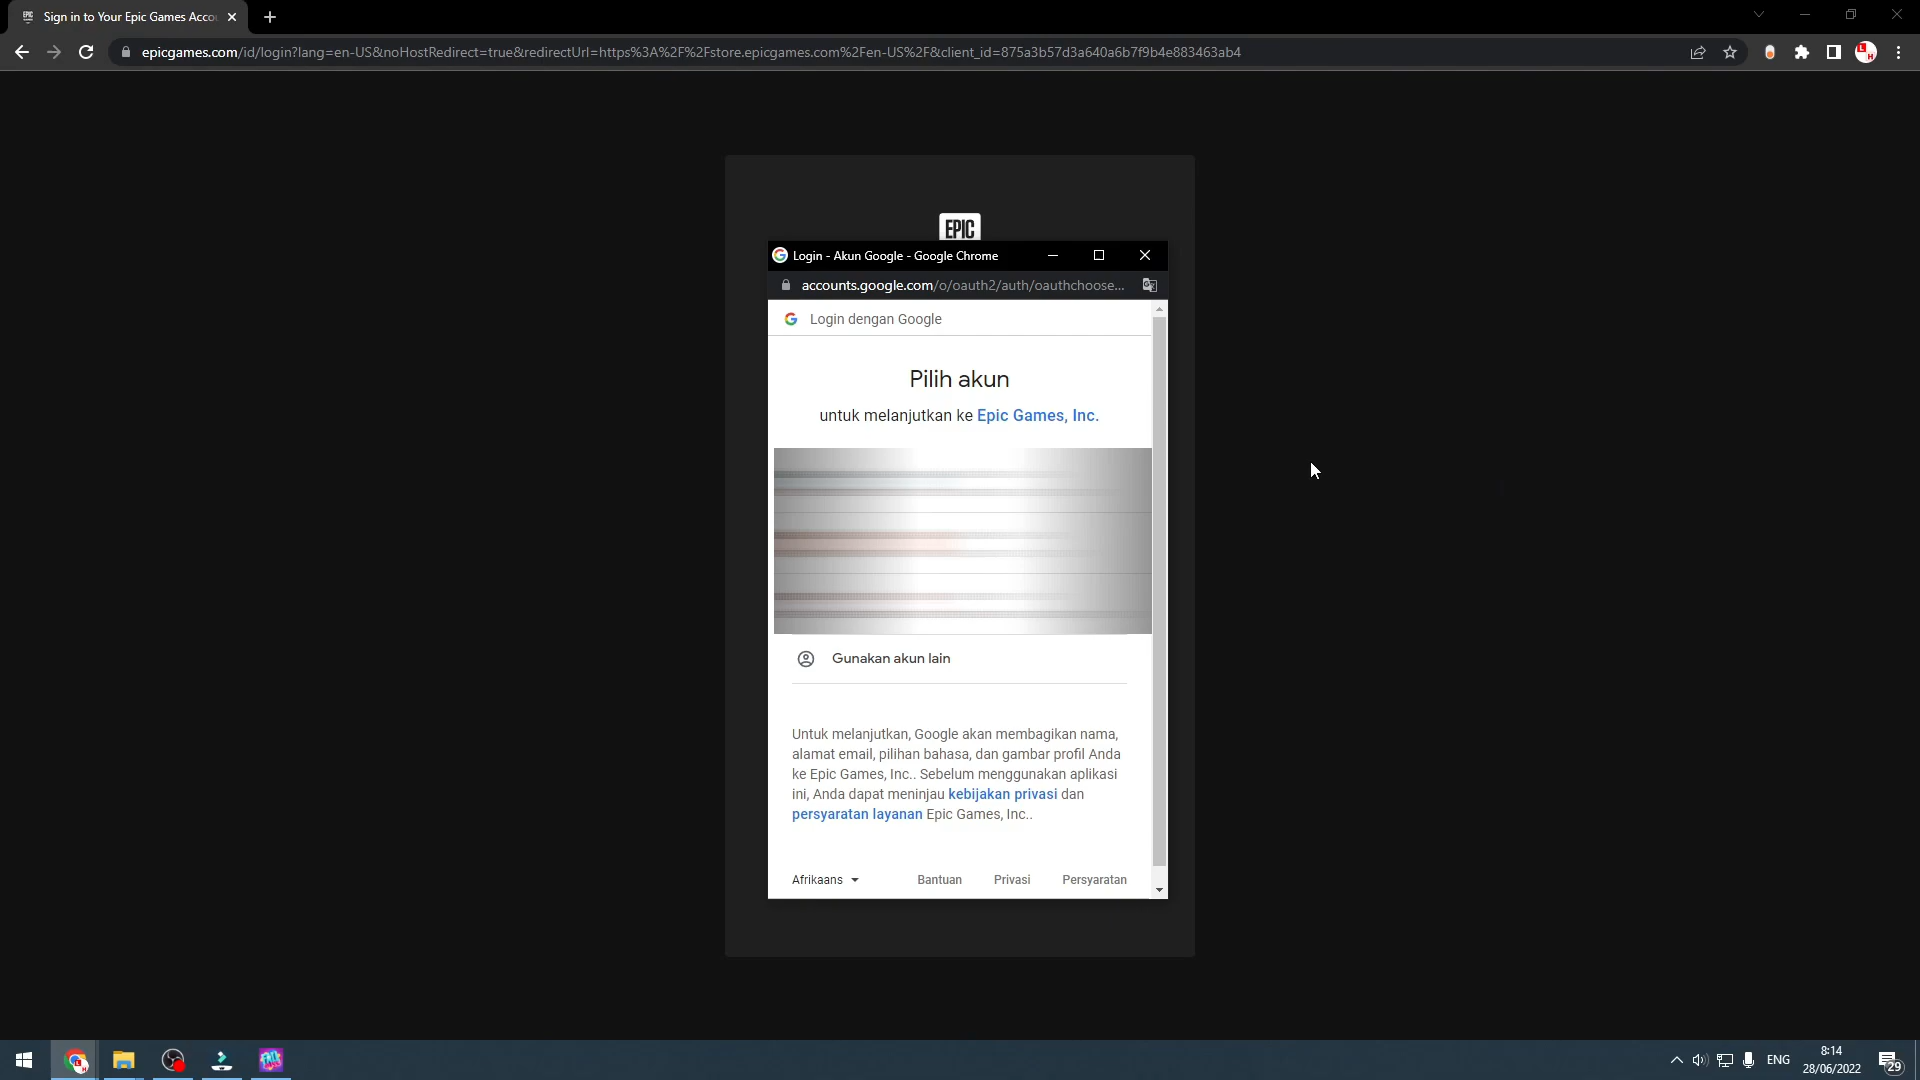 Sign in to Your Epic Games Acco
epicgames.com/id/login?lang=en-US&noHostRedirect=true&redirectUrl=https%3A%2F%2Fstore.epicgames.com%2Fen-US%2F&client_id=875a3b57d3a640a6b7f9b4e883463ab4
EPIC
Login - Akun Google - Google Chrome
accounts.google.com/o/oauth2/auth/oauthchoose...
Login dengan Google
Pilih akun
untuk melanjutkan ke Epic Games, Inc.
Gunakan akun lain
Untuk melanjutkan, Google akan membagikan nama,
alamat email, pilihan bahasa, dan gambar profil Anda
ke Epic Games, Inc.. Sebelum menggunakan aplikasi
ini, Anda dapat meninjau kebijakan privasi dan
persyaratan layanan Epic Games, Inc..
Afrikaans Bantuan Privasi Persyaratan
ENG
8:14
28/06/2022
29